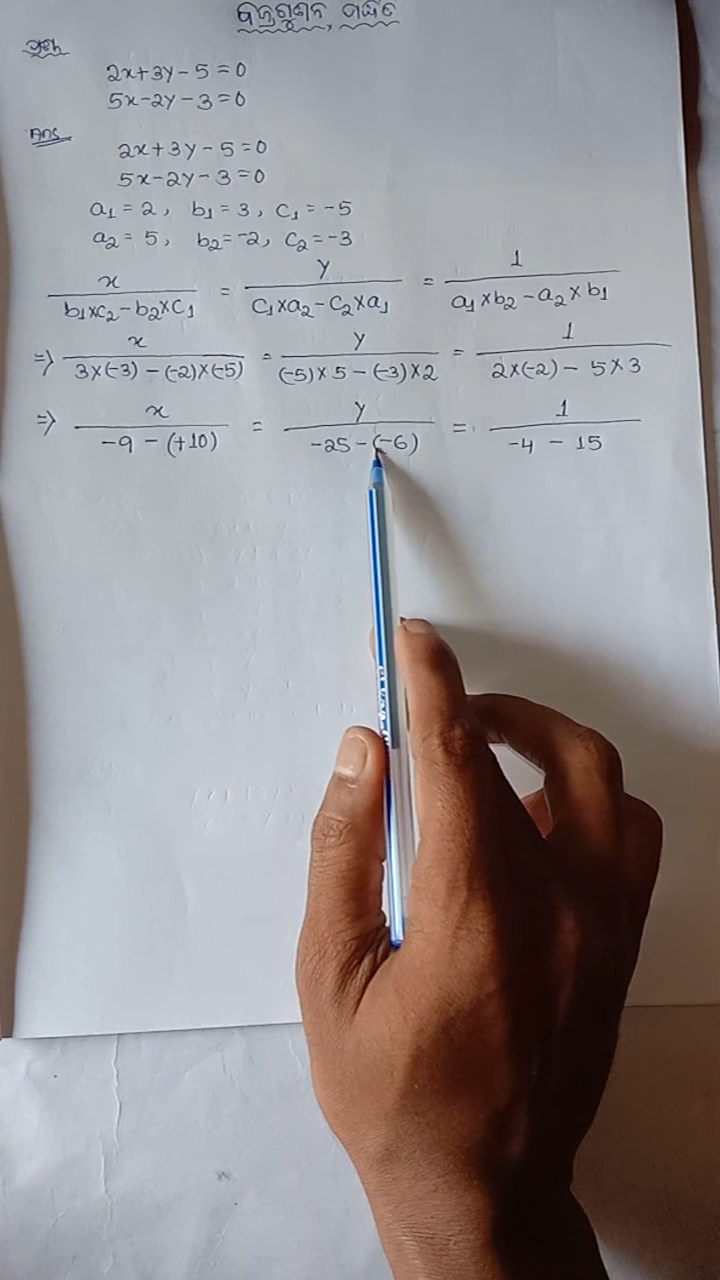 ବଜ୍ରଗୁଣନ ପଦ୍ଧତି
ପ୍ରଶ୍ନ
2x+3y-5=0
5x-2y-3=0
Ans
2x+3y-5=0
5x-2y-3=0
a₁=2, b₁=3, c₁=-5
a₂=5, b₂=-2, c₂=-3
x/(b₁×c₂-b₂×c₁) = y/(c₁×a₂-c₂×a₁) = 1/(a₁×b₂-a₂×b₁)
⇒ x/(3×(-3)-(-2)×(-5)) = y/((-5)×5-(-3)×2) = 1/(2×(-2)-5×3)
⇒ x/(-9-(+10)) = y/(-25-(-6)) = 1/(-4-15)